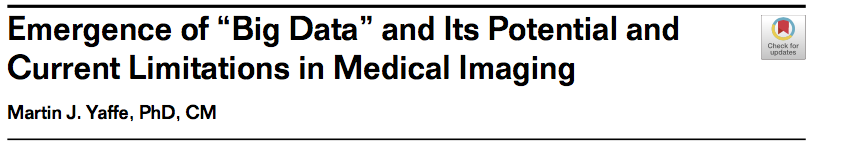 Emergence of “Big Data” and Its Potential and
Current Limitations in Medical Imaging
Check for
updates
Martin J. Yaffe, PhD, CM